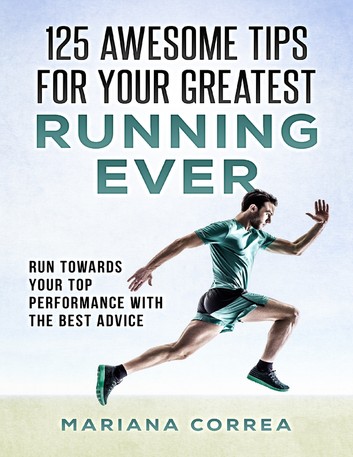 125 AWESOME TIPS
FOR YOUR GREATEST
RUNNING
EVER
RUN TOWARDS
YOUR TOP
PERFORMANCE WITH
THE BEST ADVICE
MARIANA CORREA